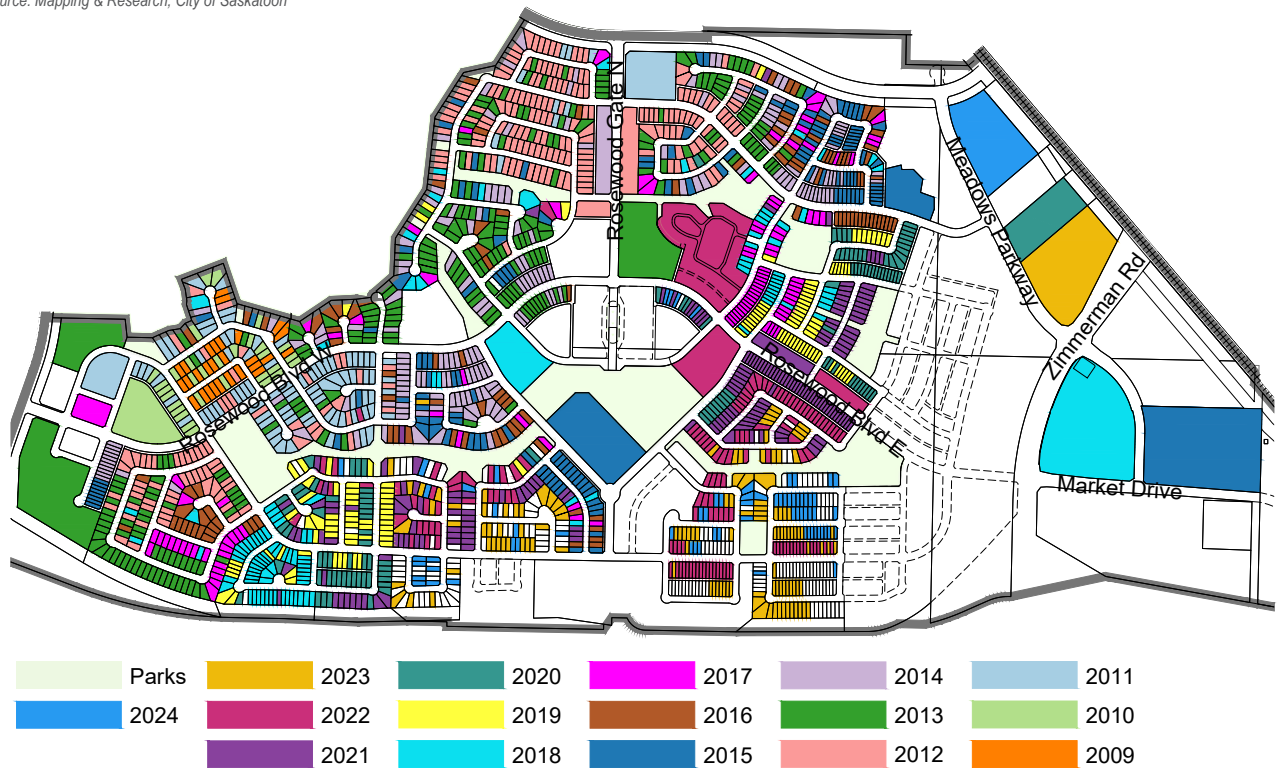 urce: Mapping & Research, City of Saskatoon
Rosewood Gate N
Meadows Parkway
Zimmerman Rd
Rosewood Blvd W
Rosewood Blvd E
Market Drive
Parks 2023 2020 2017 2014 2011
2024 2022 2019 2016 2013 2010
2021 2018 2015 2012 2009